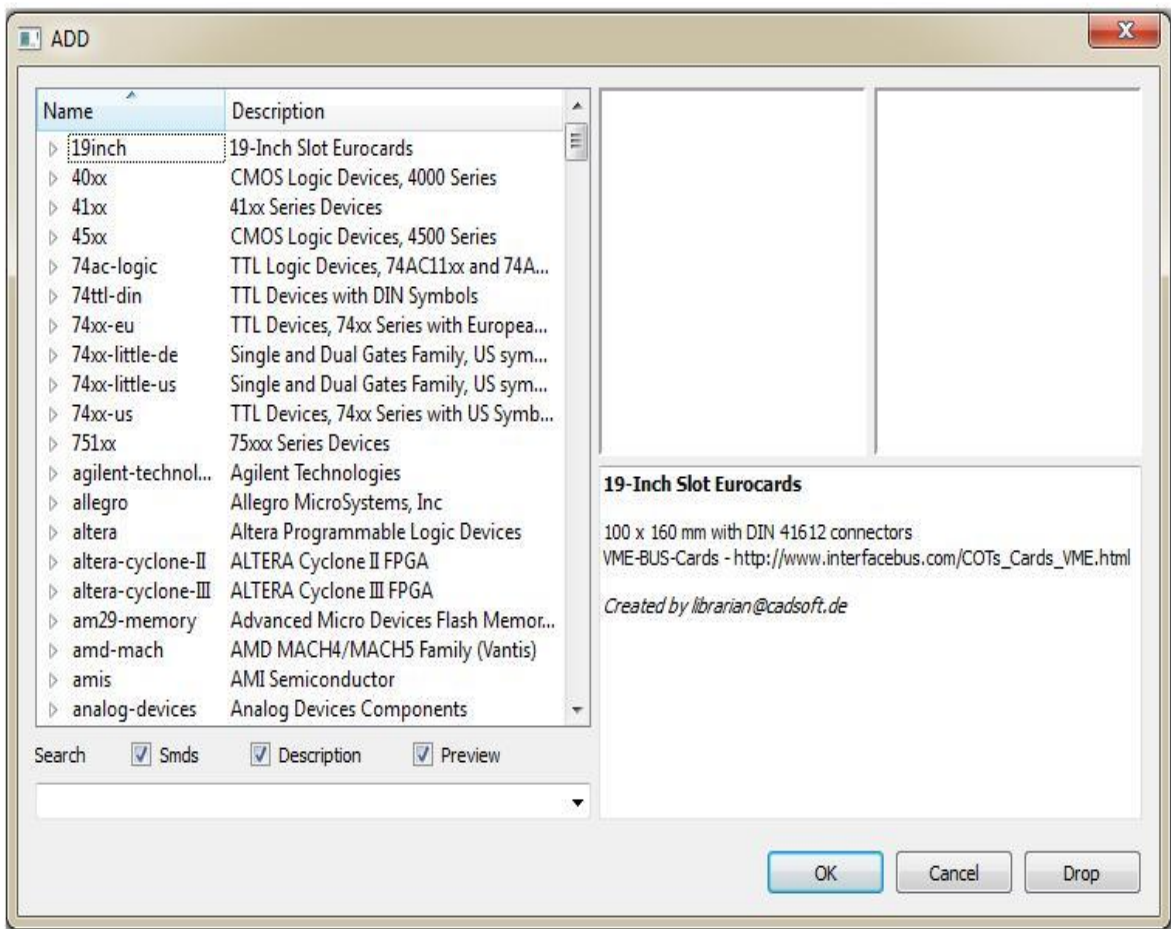 ADD
Name Description
19inch 19-Inch Slot Eurocards
40xx CMOS Logic Devices, 4000 Series
41xx 41xx Series Devices
45xx CMOS Logic Devices, 4500 Series
74ac-logic TTL Logic Devices, 74AC11xx and 74A...
74ttl-din TTL Devices with DIN Symbols
74xx-eu TTL Devices, 74xx Series with Europea...
74xx-little-de Single and Dual Gates Family, US sym...
74xx-little-us Single and Dual Gates Family, US sym...
74xx-us TTL Devices, 74xx Series with US Symb...
751xx 75xxx Series Devices
agilent-technol... Agilent Technologies
allegro Allegro MicroSystems, Inc
altera Altera Programmable Logic Devices
altera-cyclone-II ALTERA Cyclone II FPGA
altera-cyclone-III ALTERA Cyclone III FPGA
am29-memory Advanced Micro Devices Flash Memor...
amd-mach AMD MACH4/MACH5 Family (Vantis)
amis AMI Semiconductor
analog-devices Analog Devices Components
Search Smds Description Preview
19-Inch Slot Eurocards
100 x 160 mm with DIN 41612 connectors
VME-BUS-Cards - http://www.interfacebus.com/COTs_Cards_VME.html
Created by librarian@cadsoft.de
OK Cancel Drop